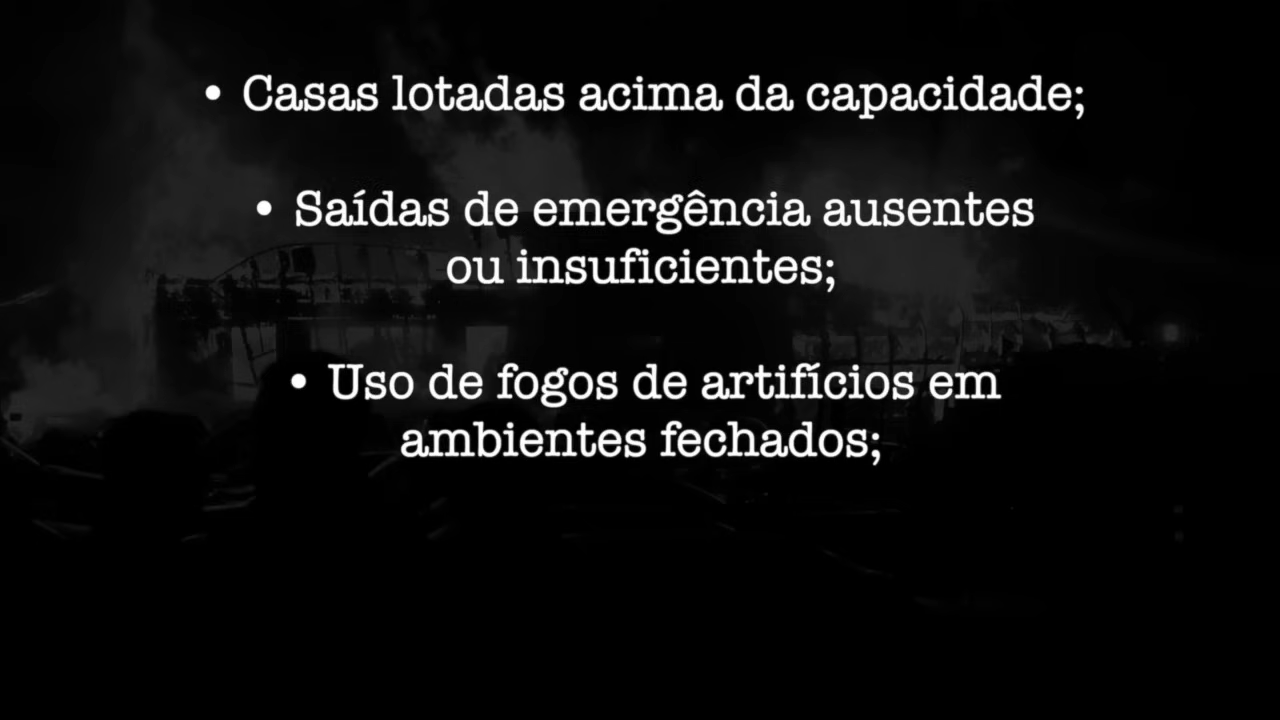 • Casas lotadas acima da capacidade;
• Saídas de emergência ausentes
ou insuficientes;
• Uso de fogos de artifícios em
ambientes fechados;